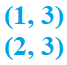 (1, 3)
(2, 3)